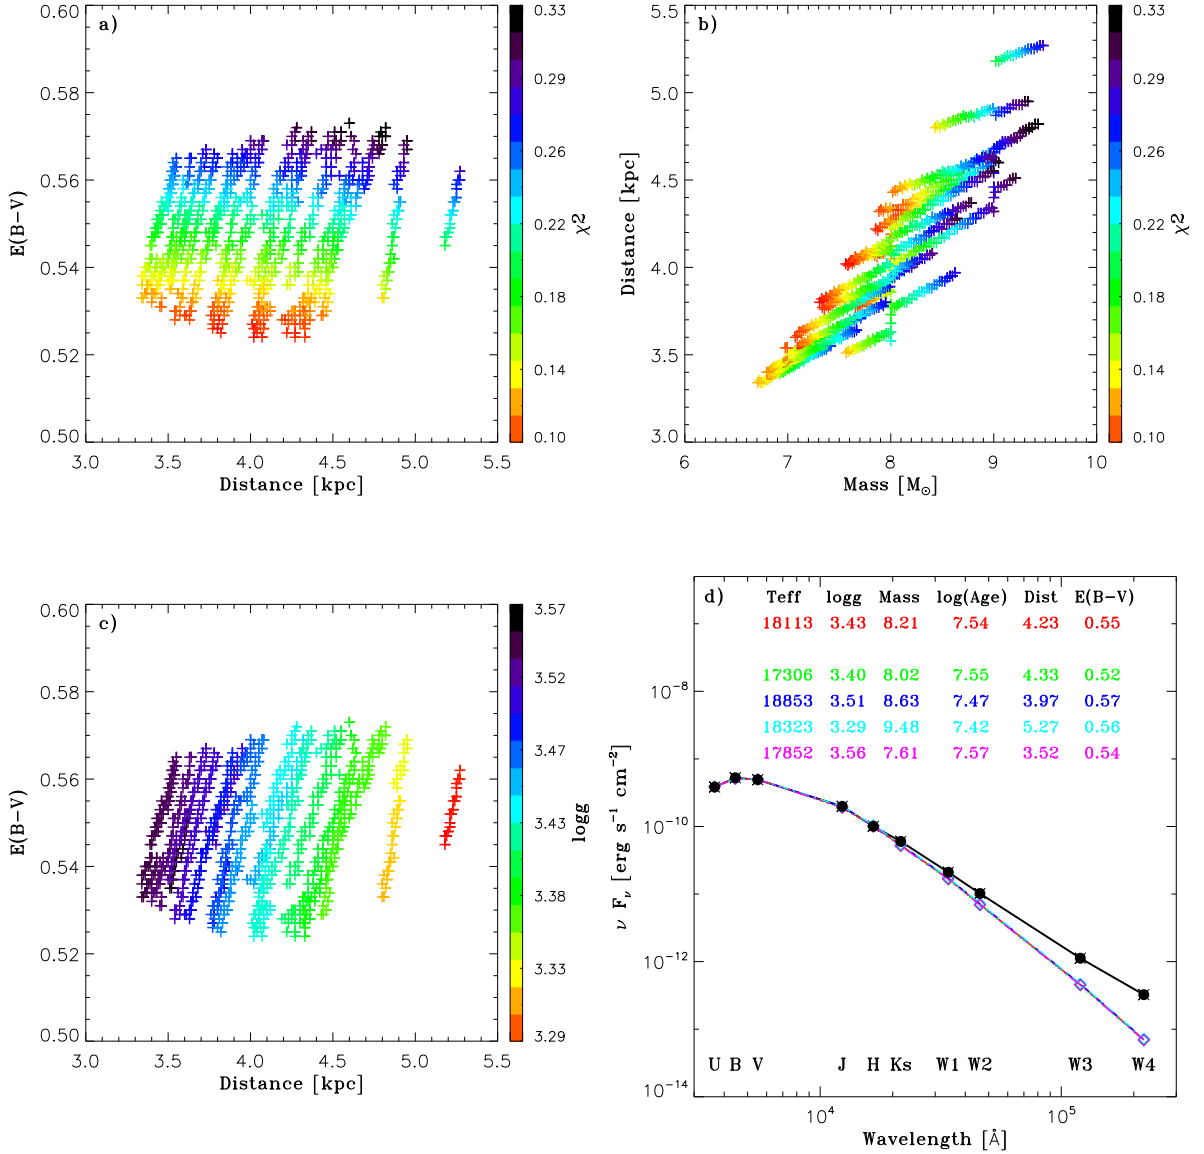 a)
0.60
0.58
0.56
0.54
0.52
0.50
E(B−V)
3.0 3.5 4.0 4.5 5.0 5.5
Distance [kpc]
0.33
0.29
0.26
0.22
0.18
0.14
0.10
χ2
b)
5.5
5.0
4.5
4.0
3.5
3.0
Distance [kpc]
6 7 8 9 10
Mass [M⊙]
0.33
0.29
0.26
0.22
0.18
0.14
0.10
χ2
c)
0.60
0.58
0.56
0.54
0.52
0.50
E(B−V)
3.0 3.5 4.0 4.5 5.0 5.5
Distance [kpc]
3.57
3.52
3.47
3.43
3.38
3.33
3.29
logg
d)
Teff logg Mass log(Age) Dist E(B−V)
18113 3.43 8.21 7.54 4.23 0.55
17306 3.40 8.02 7.55 4.33 0.52
18853 3.51 8.63 7.47 3.97 0.57
18323 3.29 9.48 7.42 5.27 0.56
17852 3.56 7.61 7.57 3.52 0.54
10⁻⁸
10⁻¹⁰
10⁻¹²
10⁻¹⁴
ν Fᵥ [erg s⁻¹ cm⁻²]
U B V J H Ks W1 W2 W3 W4
10⁴ 10⁵
Wavelength [Å]